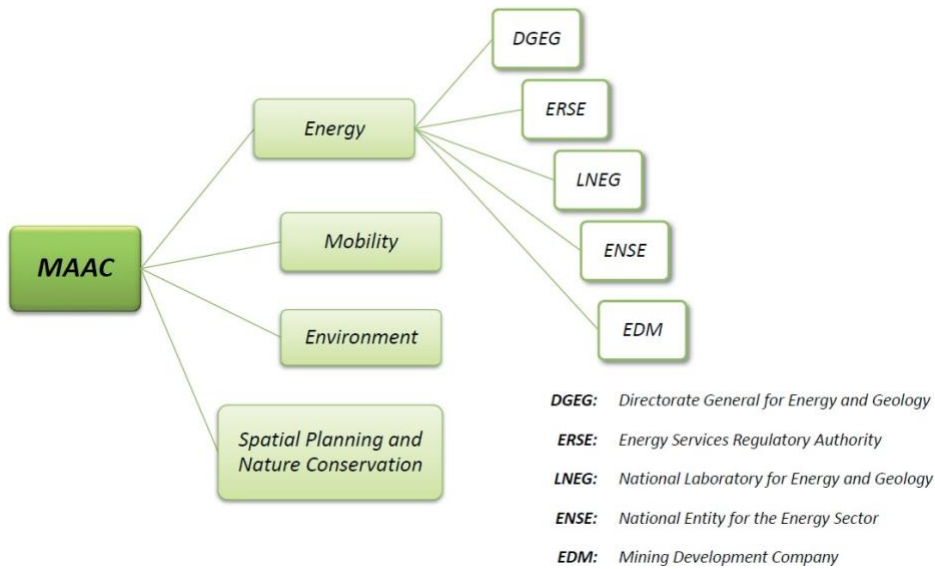 DGEG
ERSE
Energy
LNEG
Mobility
ENSE
MAAC
EDM
Environment
Spatial Planning and
Nature Conservation
DGEG: Directorate General for Energy and Geology
ERSE: Energy Services Regulatory Authority
LNEG: National Laboratory for Energy and Geology
ENSE: National Entity for the Energy Sector
EDM: Mining Development Company